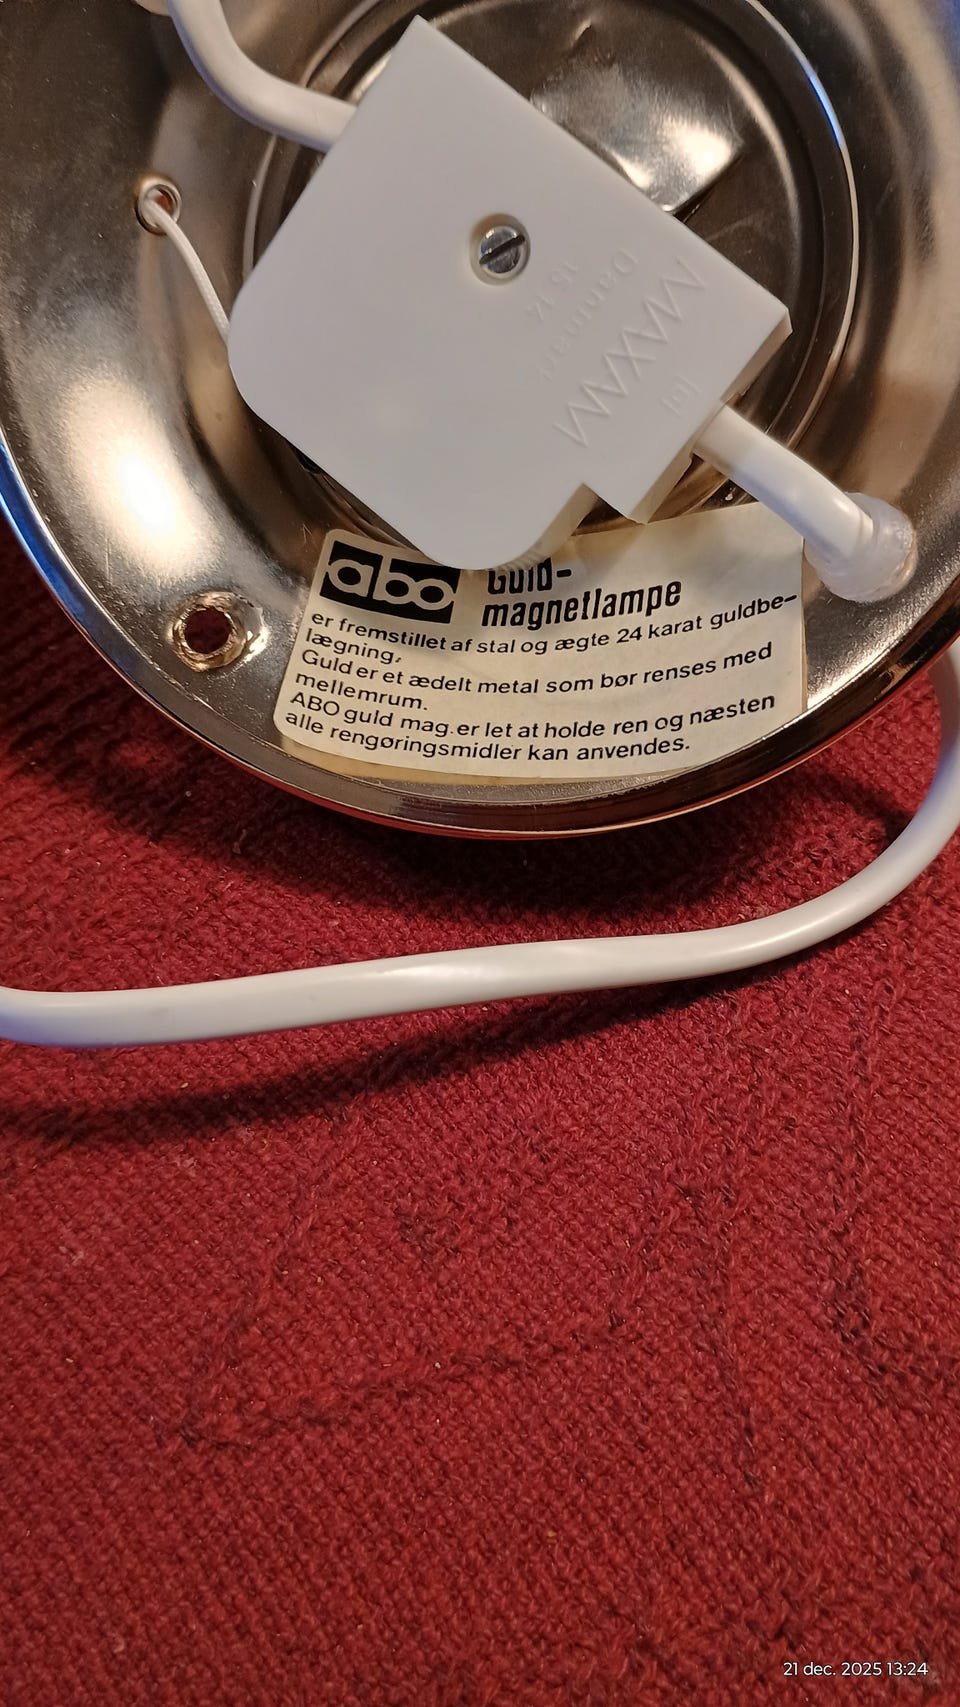 MAXAM
Danmark
abo
Guld-
magnetlampe
er fremstillet af stal og ægte 24 karat guldbe-
lægning,
Guld er et ædelt metal som bør renses med
mellemrum.
ABO guld mag. er let at holde ren og næsten
alle rengøringsmidler kan anvendes.
21 dec. 2025 13:24